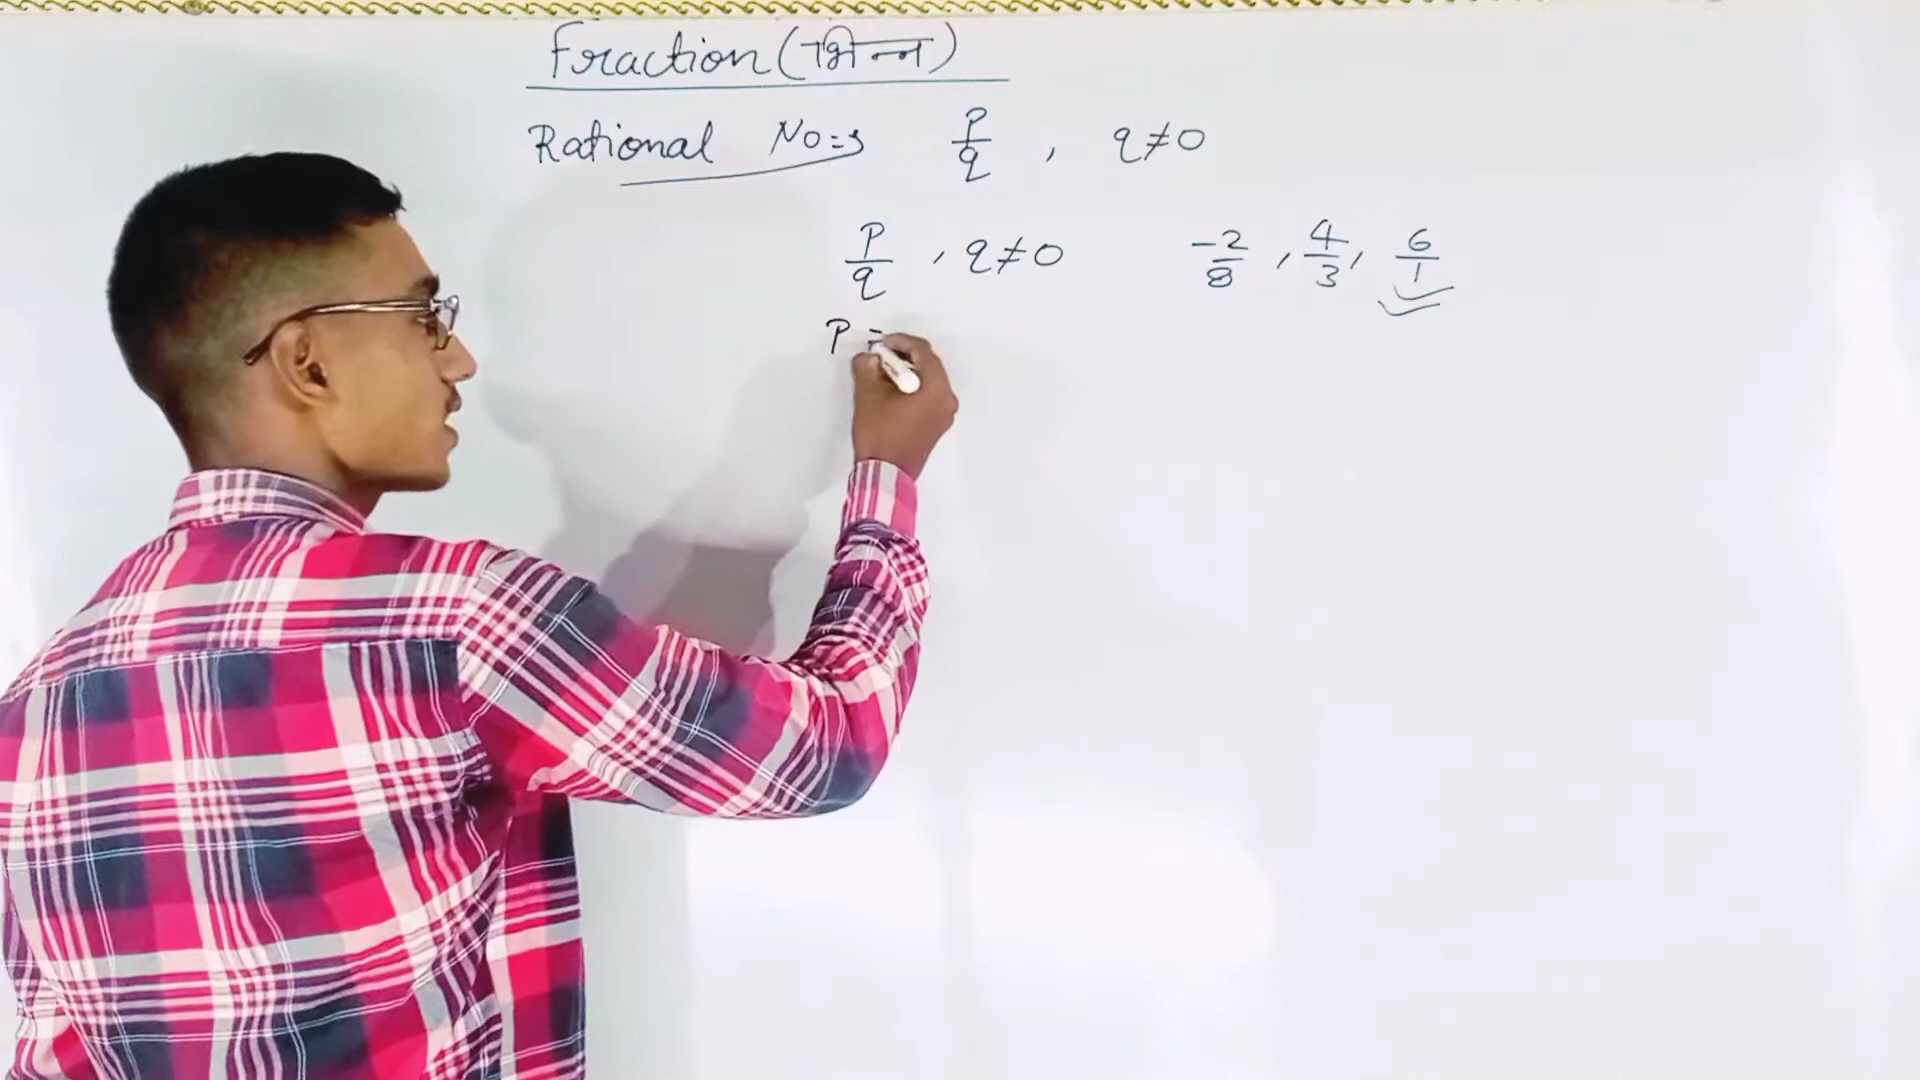 Fraction (भिन्न)
Rational No=s p/q , q≠0
p/q , q≠0 -2/8 , 4/3 , 6/1
P =